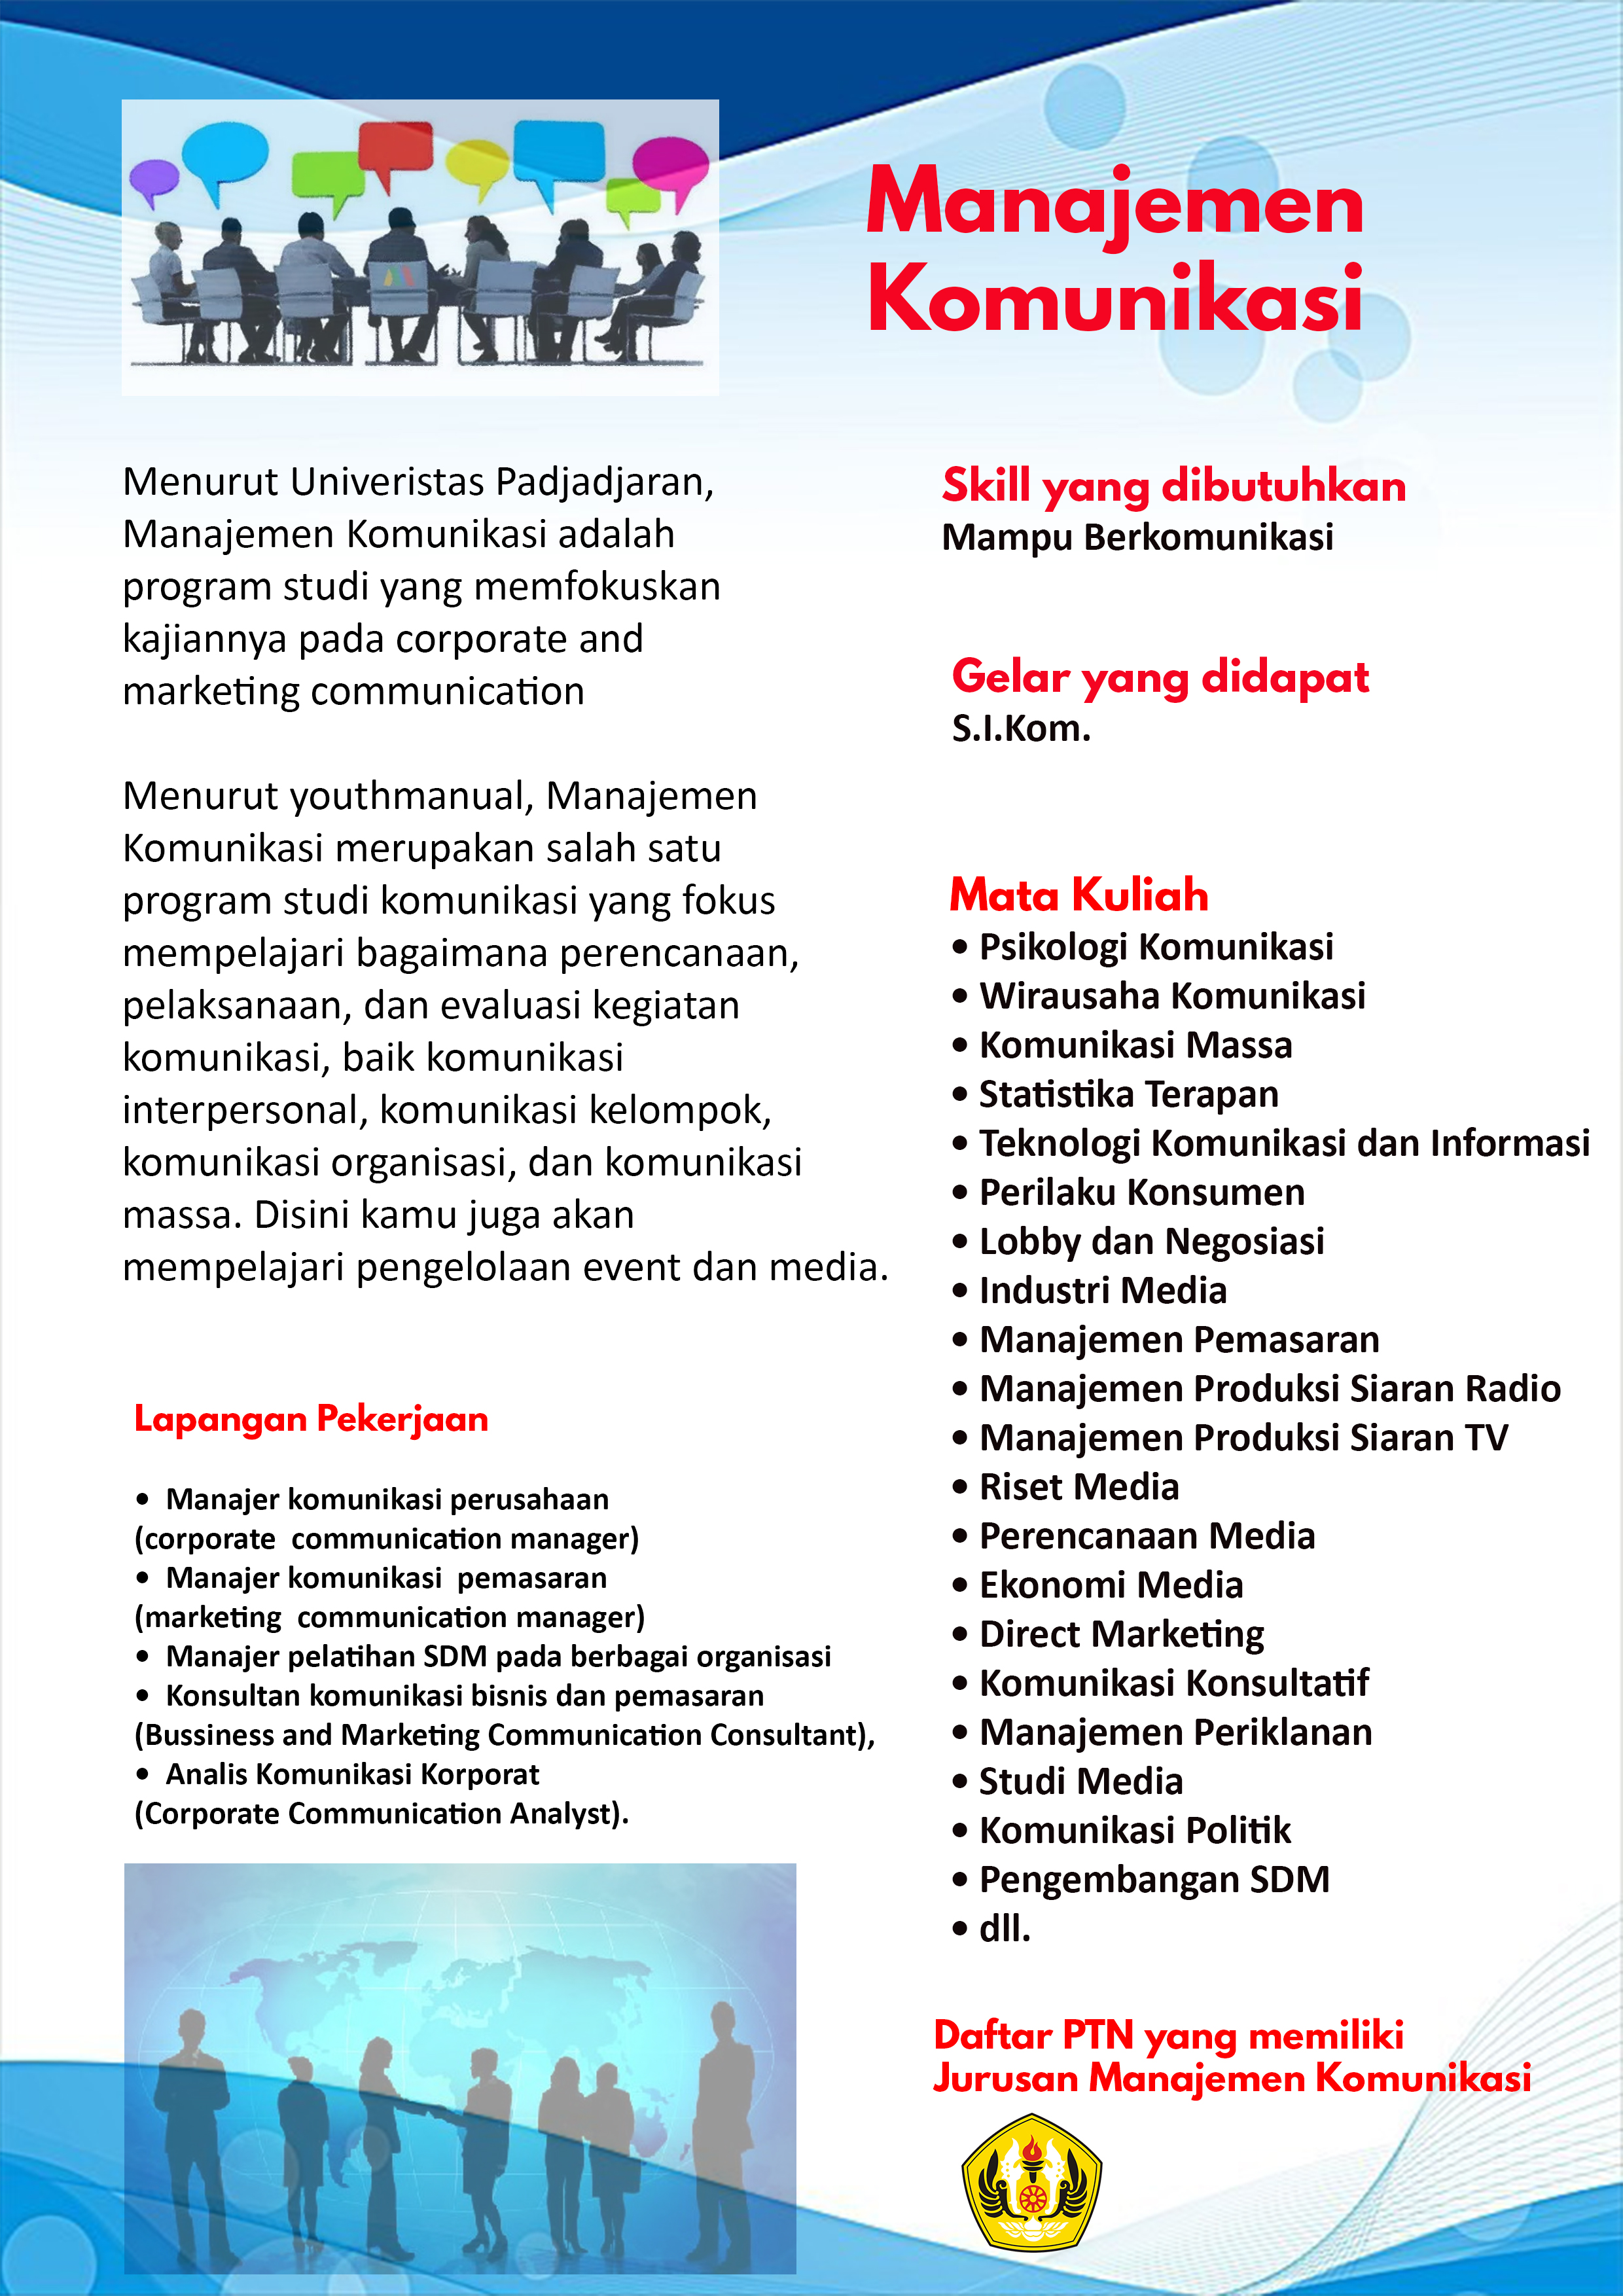 Manajemen
Komunikasi
Menurut Univeristas Padjadjaran,
Manajemen Komunikasi adalah
program studi yang memfokuskan
kajiannya pada corporate and
marketing communication
Menurut youthmanual, Manajemen
Komunikasi merupakan salah satu
program studi komunikasi yang fokus
mempelajari bagaimana perencanaan,
pelaksanaan, dan evaluasi kegiatan
komunikasi, baik komunikasi
interpersonal, komunikasi kelompok,
komunikasi organisasi, dan komunikasi
massa. Disini kamu juga akan
mempelajari pengelolaan event dan media.
Lapangan Pekerjaan
• Manajer komunikasi perusahaan
(corporate communication manager)
• Manajer komunikasi pemasaran
(marketing communication manager)
• Manajer pelatihan SDM pada berbagai organisasi
• Konsultan komunikasi bisnis dan pemasaran
(Bussiness and Marketing Communication Consultant),
• Analis Komunikasi Korporat
(Corporate Communication Analyst).
Skill yang dibutuhkan
Mampu Berkomunikasi
Gelar yang didapat
S.I.Kom.
Mata Kuliah
• Psikologi Komunikasi
• Wirausaha Komunikasi
• Komunikasi Massa
• Statistika Terapan
• Teknologi Komunikasi dan Informasi
• Perilaku Konsumen
• Lobby dan Negosiasi
• Industri Media
• Manajemen Pemasaran
• Manajemen Produksi Siaran Radio
• Manajemen Produksi Siaran TV
• Riset Media
• Perencanaan Media
• Ekonomi Media
• Direct Marketing
• Komunikasi Konsultatif
• Manajemen Periklanan
• Studi Media
• Komunikasi Politik
• Pengembangan SDM
• dll.
Daftar PTN yang memiliki
Jurusan Manajemen Komunikasi